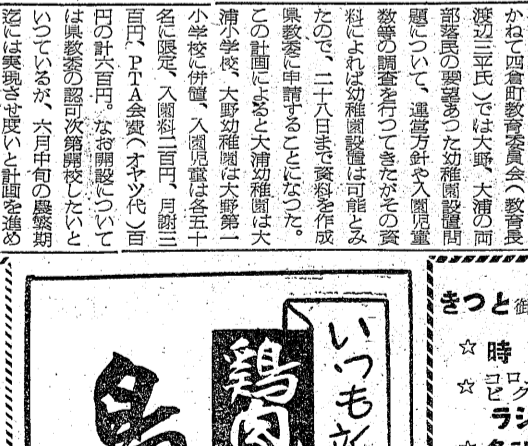 かねて四倉町教育委員会（教育長
渡辺三平氏）では大野、大浦の両
部落民の要望あつた幼稚園設置問
題について、運営方針や入園児童
数等の調査を行つてきたがその資
料によれば幼稚園設置は可能とみ
たので、二十八日まで資料を作成
県教委に申請することになつた。
この計画によると大浦幼稚園は大
浦小学校、大野幼稚園は大野第一
小学校に併置、入園児童は各五十
名に限定、入園料二百円、月謝三
百円、PTA会費（オヤツ代）百
円の計六百円。なお開設について
は県教委の認可次第開校したいと
いつているが、六月中旬の農繁期
迄には実現させ度いと計画を進め
きつと御
☆時
☆コロ
ピク
ラジ
☆
いつも新
鶏肉